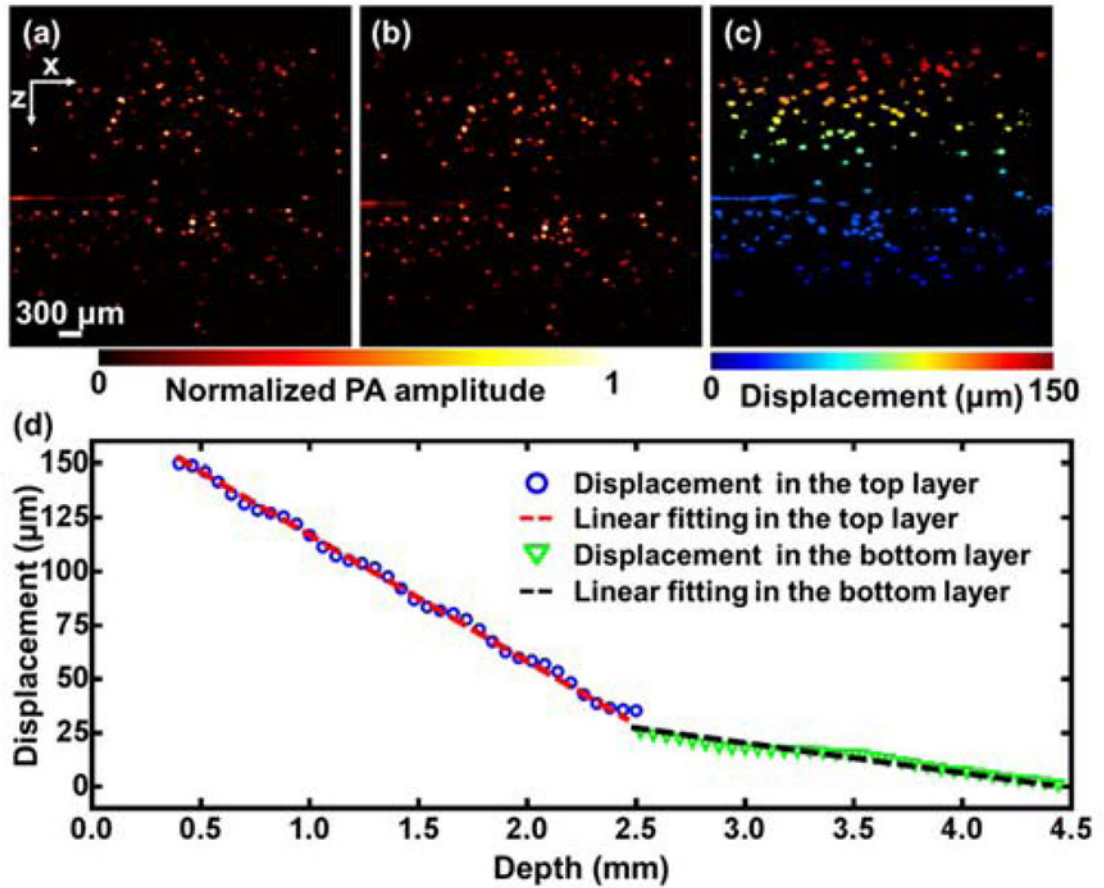 (a)
(b)
(c)
x
z
300 µm
0
Normalized PA amplitude
1
0
Displacement (µm)
150
(d)
Displacement (µm)
150
125
100
75
50
25
0
Displacement in the top layer
Linear fitting in the top layer
Displacement in the bottom layer
Linear fitting in the bottom layer
0.0 0.5 1.0 1.5 2.0 2.5 3.0 3.5 4.0 4.5
Depth (mm)